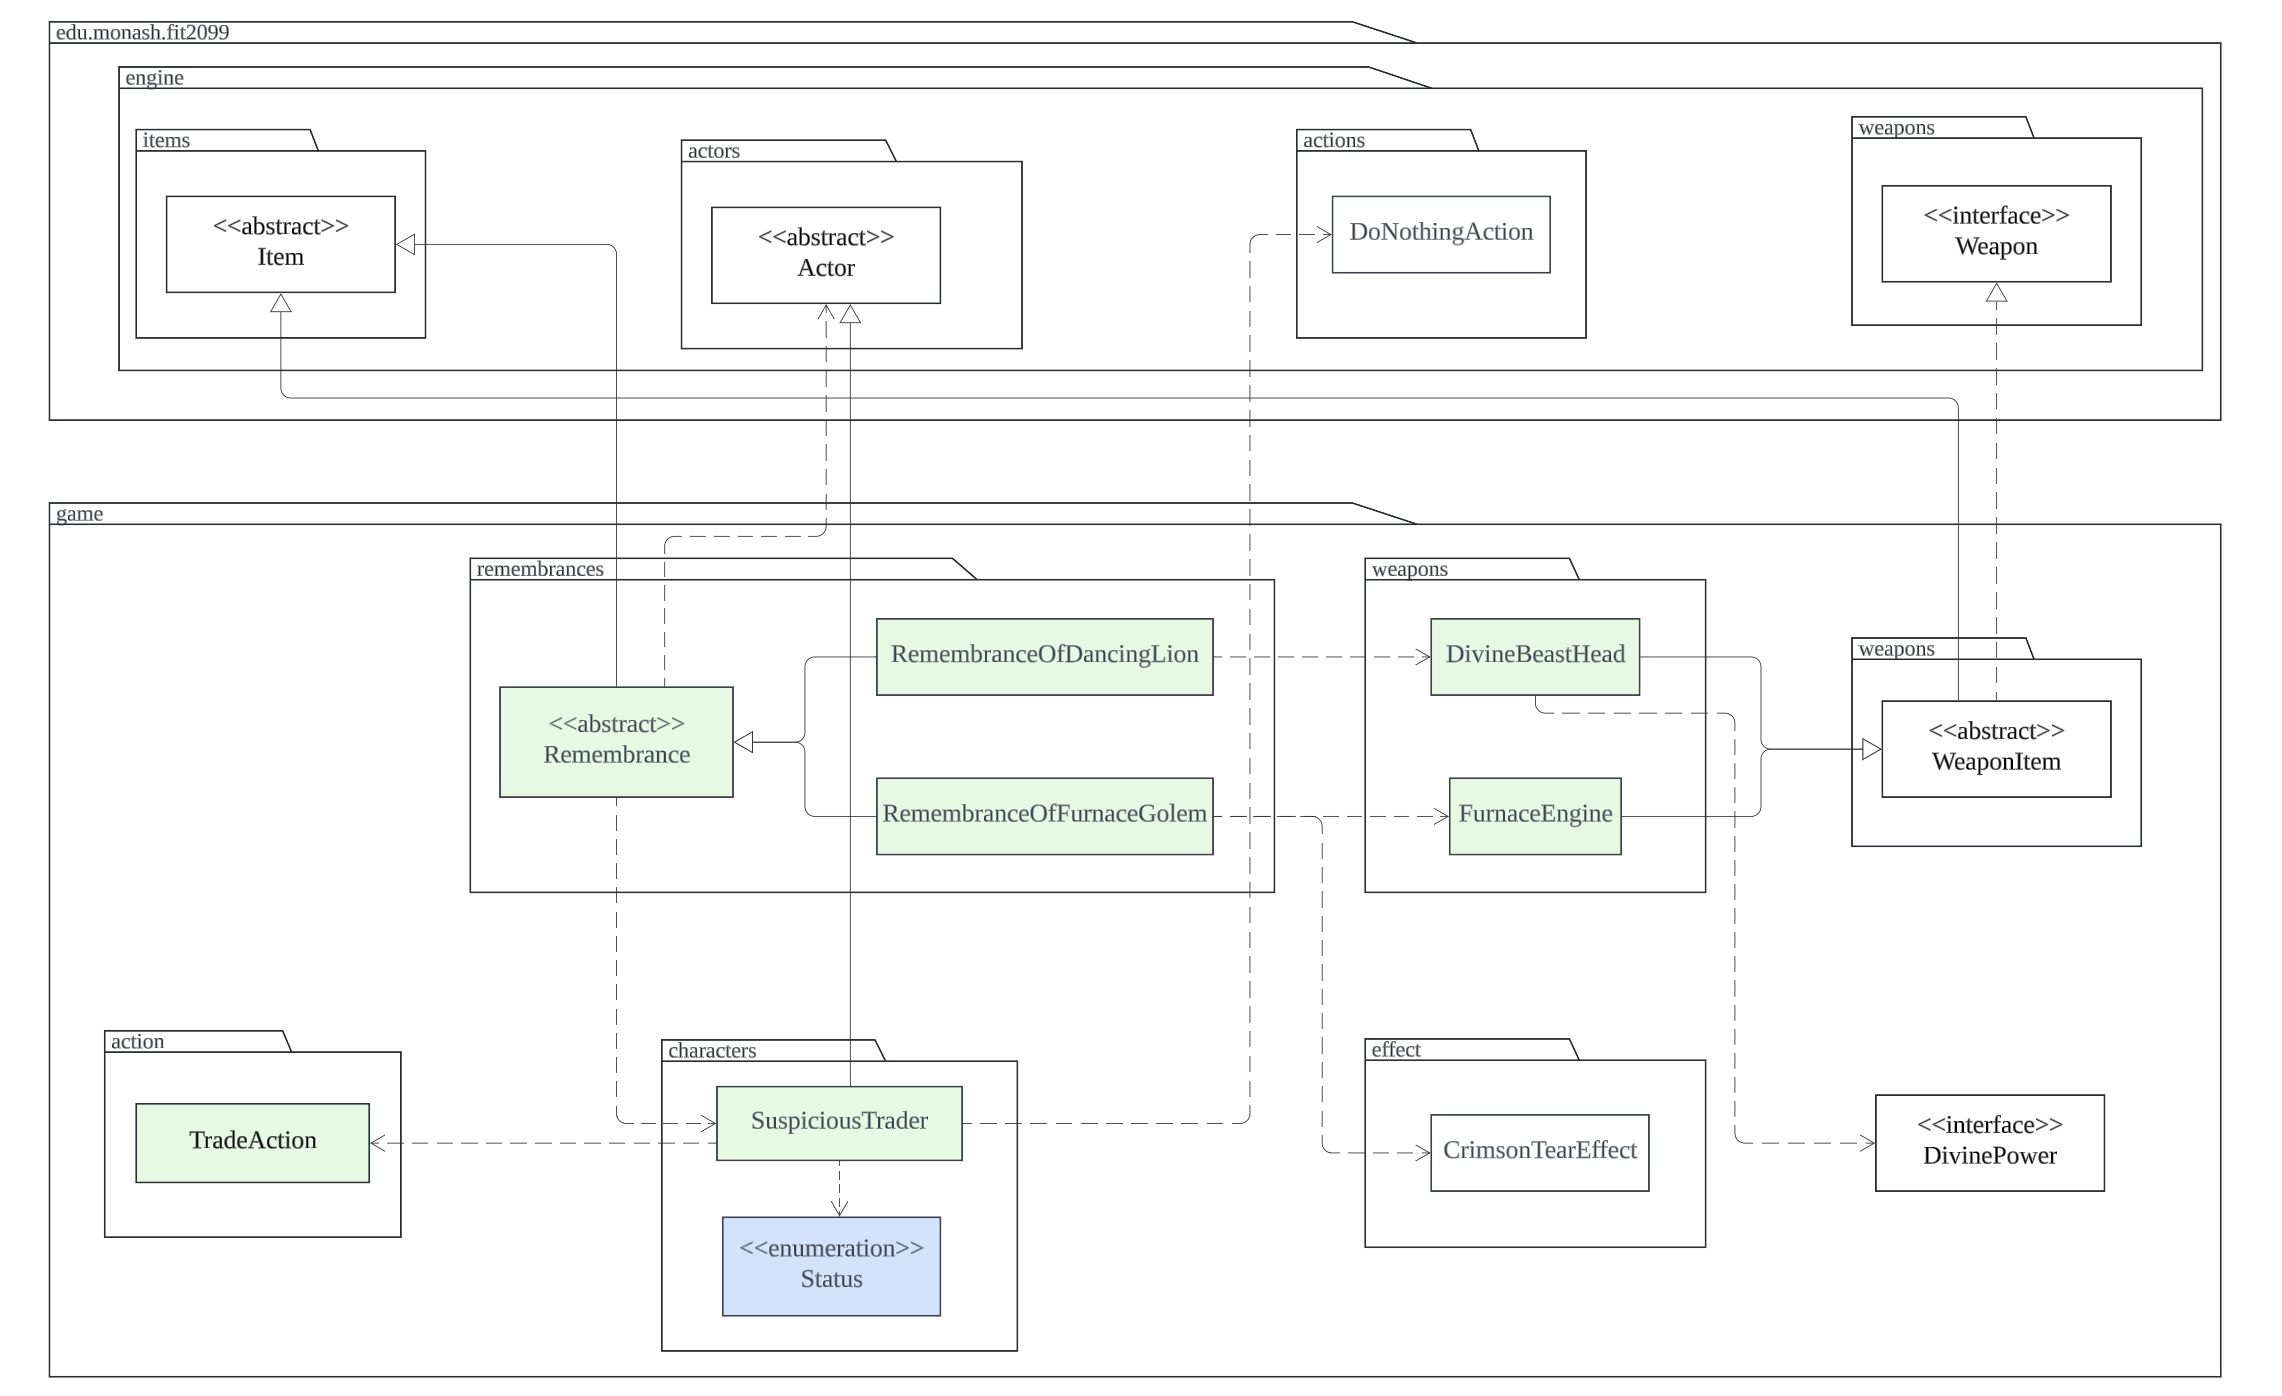 edu.monash.fit2099
engine
items
<<abstract>>
Item
actors
<<abstract>>
Actor
actions
DoNothingAction
weapons
<<interface>>
Weapon
game
remembrances
<<abstract>>
Remembrance
RemembranceOfDancingLion
RemembranceOfFurnaceGolem
weapons
DivineBeastHead
FurnaceEngine
weapons
<<abstract>>
WeaponItem
action
TradeAction
characters
SuspiciousTrader
<<enumeration>>
Status
effect
CrimsonTearEffect
<<interface>>
DivinePower